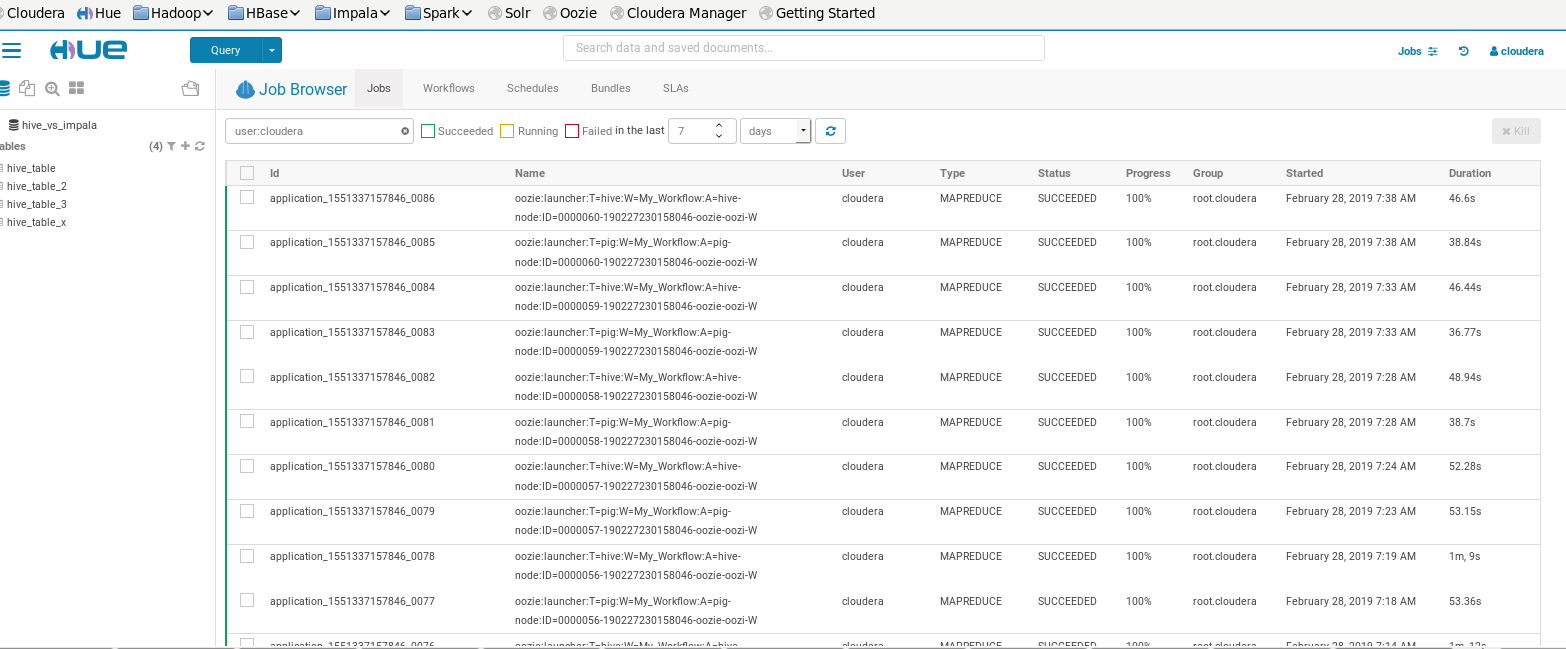 Cloudera Hue Hadoop HBase Impala Spark Solr Oozie Cloudera Manager Getting Started
HUE Query Search data and saved documents... Jobs cloudera
Job Browser Jobs Workflows Schedules Bundles SLAs
hive_vs_impala
ables (4)
hive_table
hive_table_2
hive_table_3
hive_table_x
user:cloudera Succeeded Running Failed in the last 7 days Kill
Id Name User Type Status Progress Group Started Duration
application_1551337157846_0086 oozie:launcher:T=hive:W=My_Workflow:A=hive- cloudera MAPREDUCE SUCCEEDED 100% root.cloudera February 28, 2019 7:38 AM 46.6s
node:ID=0000060-190227230158046-oozie-oozi-W
application_1551337157846_0085 oozie:launcher:T=pig:W=My_Workflow:A=pig- cloudera MAPREDUCE SUCCEEDED 100% root.cloudera February 28, 2019 7:38 AM 38.84s
node:ID=0000060-190227230158046-oozie-oozi-W
application_1551337157846_0084 oozie:launcher:T=hive:W=My_Workflow:A=hive- cloudera MAPREDUCE SUCCEEDED 100% root.cloudera February 28, 2019 7:33 AM 46.44s
node:ID=0000059-190227230158046-oozie-oozi-W
application_1551337157846_0083 oozie:launcher:T=pig:W=My_Workflow:A=pig- cloudera MAPREDUCE SUCCEEDED 100% root.cloudera February 28, 2019 7:33 AM 36.77s
node:ID=0000059-190227230158046-oozie-oozi-W
application_1551337157846_0082 oozie:launcher:T=hive:W=My_Workflow:A=hive- cloudera MAPREDUCE SUCCEEDED 100% root.cloudera February 28, 2019 7:28 AM 48.94s
node:ID=0000058-190227230158046-oozie-oozi-W
application_1551337157846_0081 oozie:launcher:T=pig:W=My_Workflow:A=pig- cloudera MAPREDUCE SUCCEEDED 100% root.cloudera February 28, 2019 7:28 AM 38.7s
node:ID=0000058-190227230158046-oozie-oozi-W
application_1551337157846_0080 oozie:launcher:T=hive:W=My_Workflow:A=hive- cloudera MAPREDUCE SUCCEEDED 100% root.cloudera February 28, 2019 7:24 AM 52.28s
node:ID=0000057-190227230158046-oozie-oozi-W
application_1551337157846_0079 oozie:launcher:T=pig:W=My_Workflow:A=pig- cloudera MAPREDUCE SUCCEEDED 100% root.cloudera February 28, 2019 7:23 AM 53.15s
node:ID=0000057-190227230158046-oozie-oozi-W
application_1551337157846_0078 oozie:launcher:T=hive:W=My_Workflow:A=hive- cloudera MAPREDUCE SUCCEEDED 100% root.cloudera February 28, 2019 7:19 AM 1m, 9s
node:ID=0000056-190227230158046-oozie-oozi-W
application_1551337157846_0077 oozie:launcher:T=pig:W=My_Workflow:A=pig- cloudera MAPREDUCE SUCCEEDED 100% root.cloudera February 28, 2019 7:18 AM 53.36s
node:ID=0000056-190227230158046-oozie-oozi-W